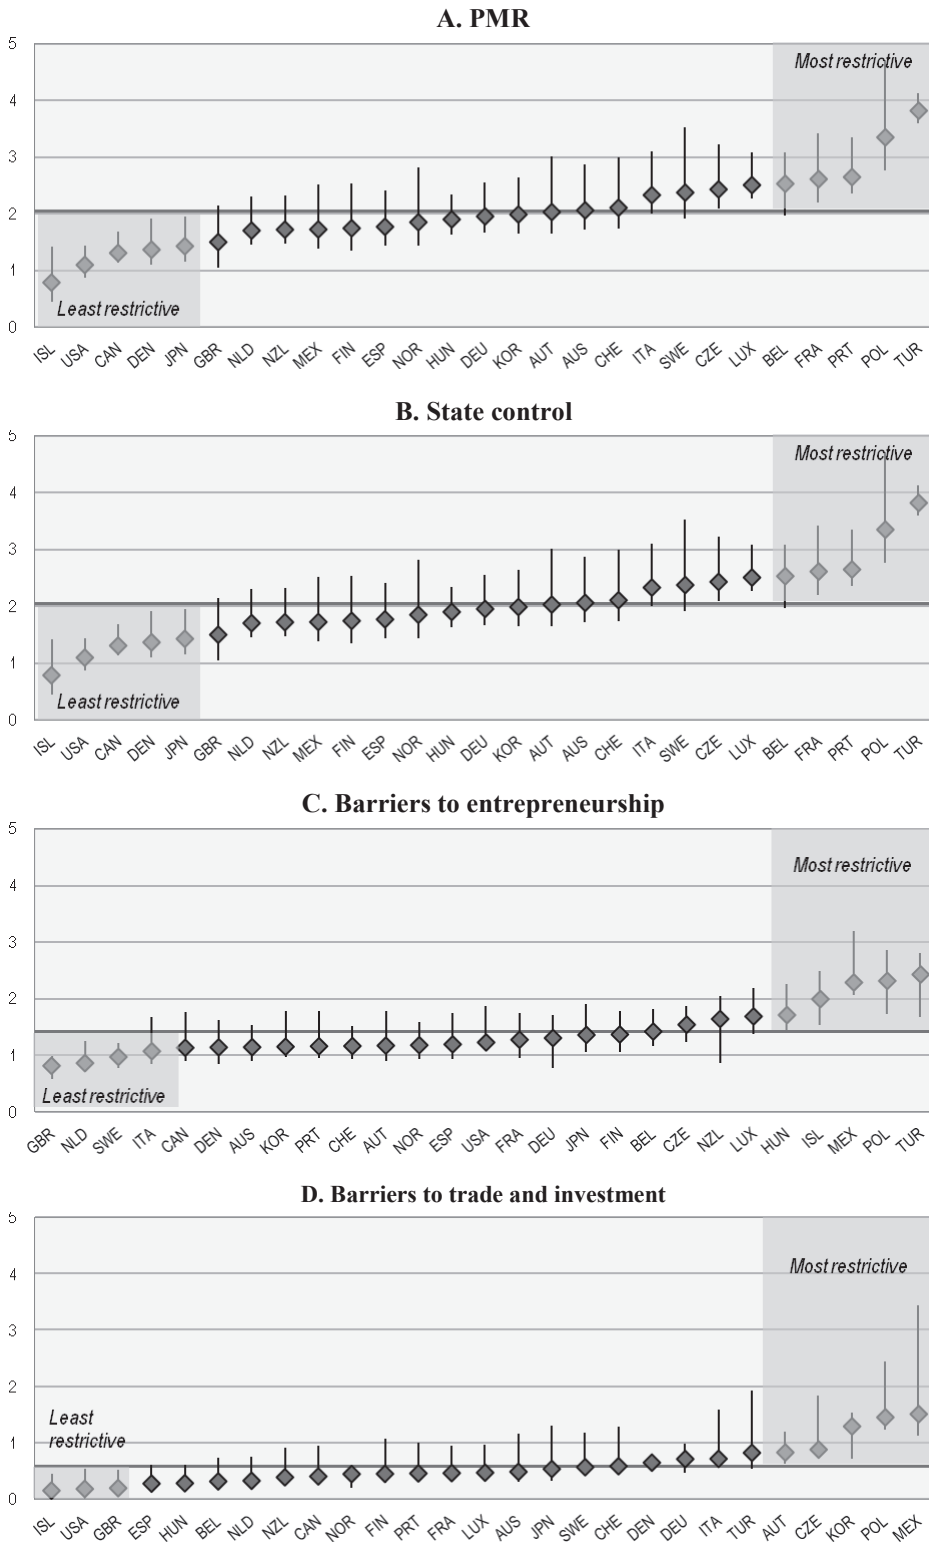 A. PMR
5
Most restrictive
4
3
2
1
Least restrictive
0
ISL USA CAN DEN JPN GBR NLD NZL MEX FIN ESP NOR HUN DEU KOR AUT AUS CHE ITA SWE CZE LUX BEL FRA PRT POL TUR
B. State control
5
Most restrictive
4
3
2
1
Least restrictive
0
ISL USA CAN DEN JPN GBR NLD NZL MEX FIN ESP NOR HUN DEU KOR AUT AUS CHE ITA SWE CZE LUX BEL FRA PRT POL TUR
C. Barriers to entrepreneurship
5
Most restrictive
4
3
2
1
Least restrictive
0
GBR NLD SWE ITA CAN DEN AUS KOR PRT CHE AUT NOR ESP USA FRA DEU JPN FIN BEL CZE NZL LUX HUN ISL MEX POL TUR
D. Barriers to trade and investment
5
Most restrictive
4
3
2
Least
restrictive
1
0
ISL USA GBR ESP HUN BEL NLD NZL CAN NOR FIN PRT FRA LUX AUS JPN SWE CHE DEN DEU ITA TUR AUT CZE KOR POL MEX